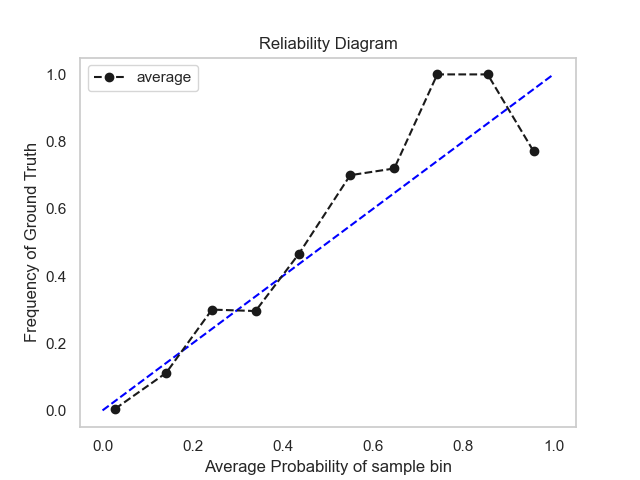 Reliability Diagram
average
Frequency of Ground Truth
1.0
0.8
0.6
0.4
0.2
0.0
0.0 0.2 0.4 0.6 0.8 1.0
Average Probability of sample bin